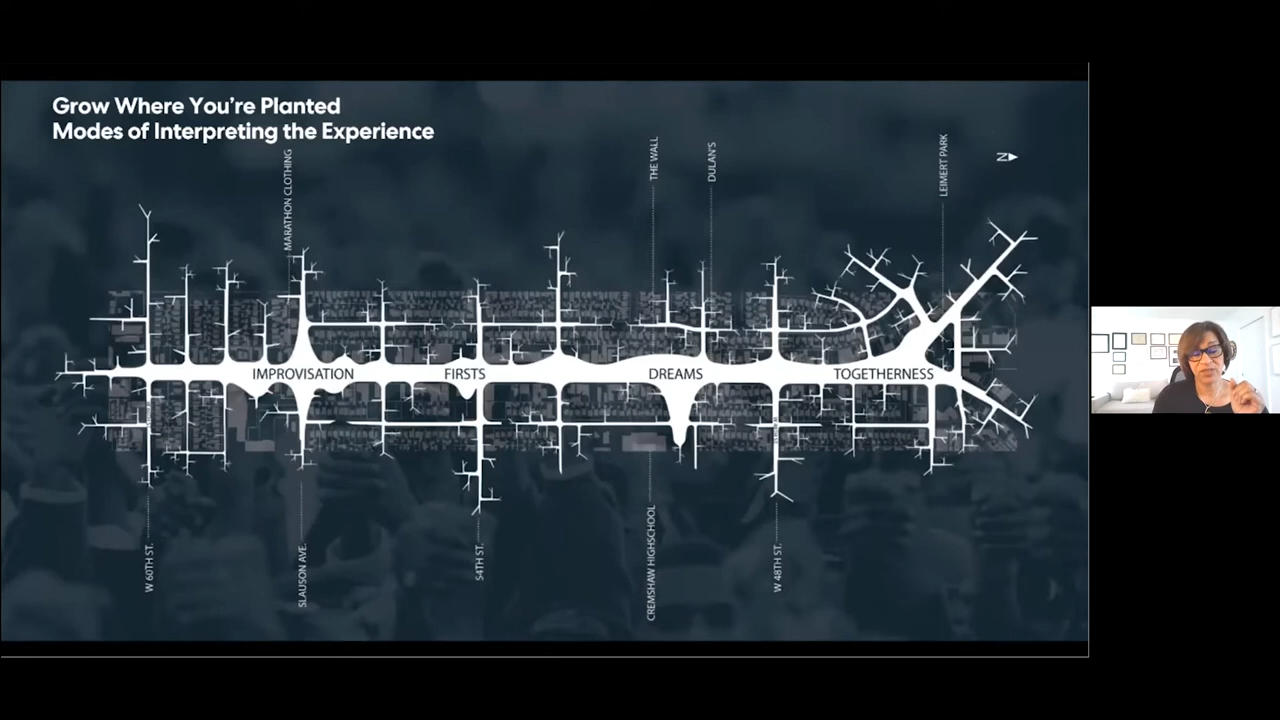 Grow Where You're Planted
Modes of Interpreting the Experience
MARATHON CLOTHING
THE WALL
DULAN'S
LEIMERT PARK
N
IMPROVISATION
FIRSTS
DREAMS
TOGETHERNESS
W 60TH ST.
SLAUSON AVE.
54TH ST.
CREMSHAW HIGHSCHOOL
W 48TH ST.